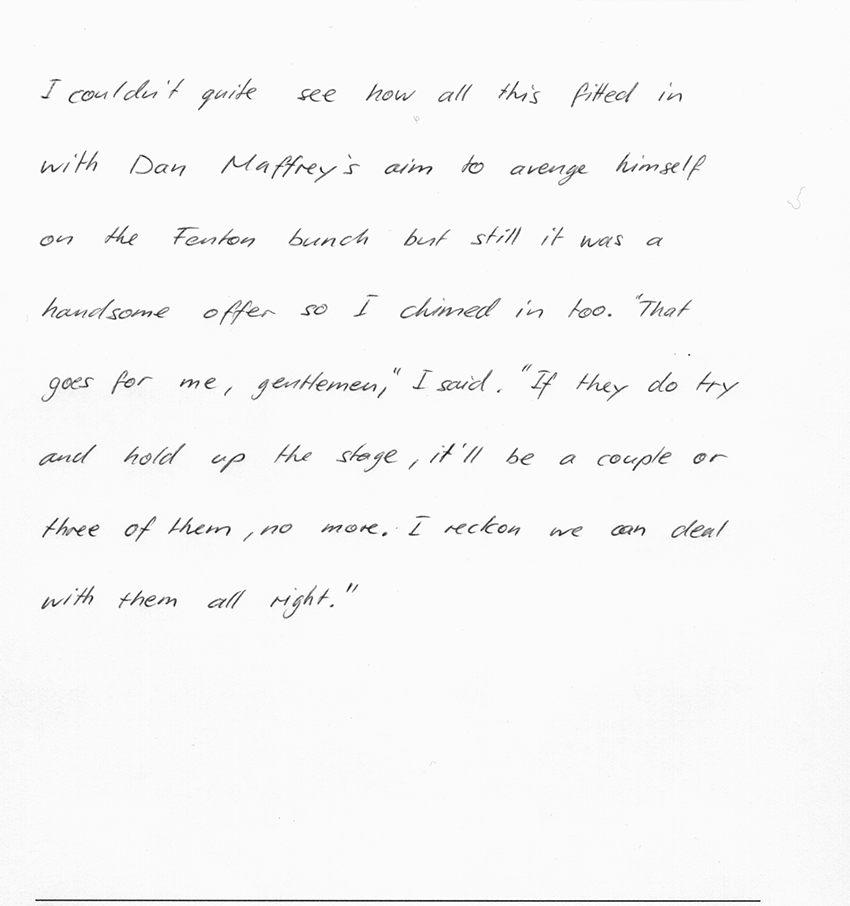 I couldn't quite see how all this fitted in
with Dan Maffrey's aim to avenge himself
on the Fenton bunch but still it was a
handsome offer so I chimed in too. "That
goes for me, gentlemen," I said. "If they do try
and hold up the stage, it'll be a couple or
three of them, no more. I reckon we can deal
with them all right."